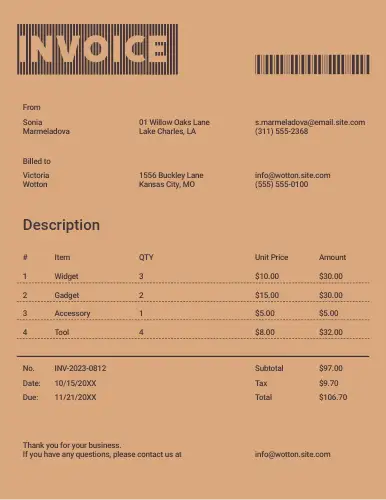 INVOICE
From
Sonia 01 Willow Oaks Lane s.marmeladova@email.site.com
Marmeladova Lake Charles, LA (311) 555-2368
Billed to
Victoria 1556 Buckley Lane info@wotton.site.com
Wotton Kansas City, MO (555) 555-0100
Description
# Item QTY Unit Price Amount
1 Widget 3 $10.00 $30.00
2 Gadget 2 $15.00 $30.00
3 Accessory 1 $5.00 $5.00
4 Tool 4 $8.00 $32.00
No. INV-2023-0812 Subtotal $97.00
Date: 10/15/20XX Tax $9.70
Due: 11/21/20XX Total $106.70
Thank you for your business.
If you have any questions, please contact us at info@wotton.site.com